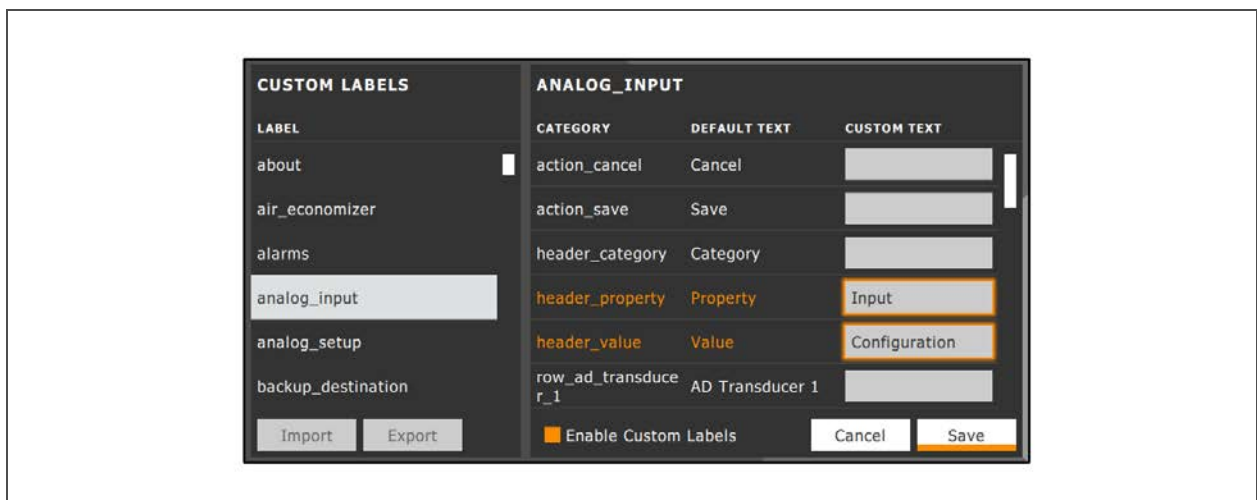 CUSTOM LABELS
LABEL
about
air_economizer
alarms
analog_input
analog_setup
backup_destination
Import Export
ANALOG_INPUT
CATEGORY DEFAULT TEXT CUSTOM TEXT
action_cancel Cancel
action_save Save
header_category Category
header_property Property Input
header_value Value Configuration
row_ad_transduce
r_1 AD Transducer 1
Enable Custom Labels Cancel Save